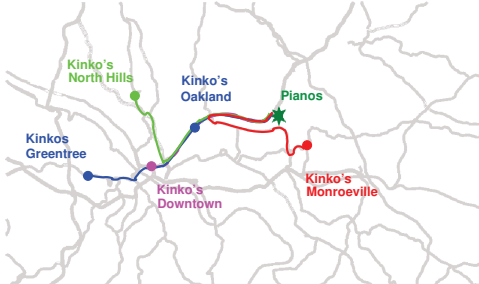 Kinko's
North Hills
Kinko's
Oakland
Pianos
Kinkos
Greentree
Kinko's
Downtown
Kinko's
Monroeville